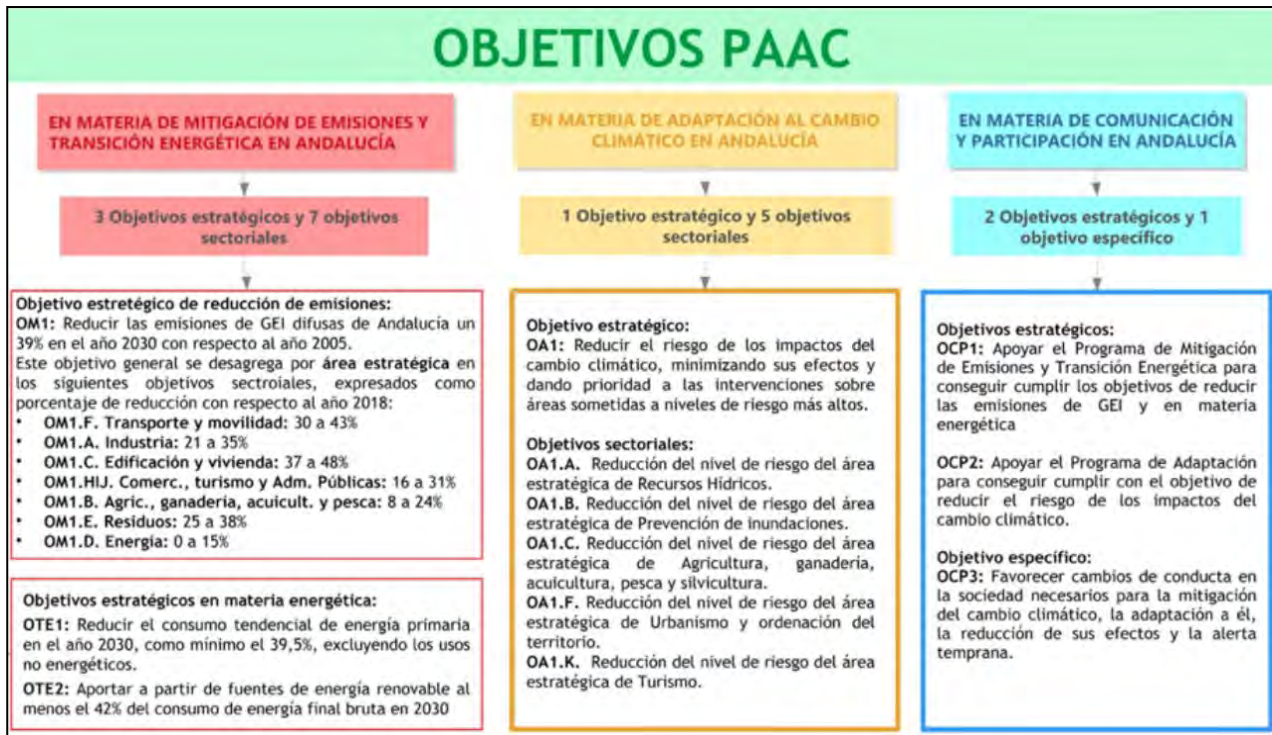 OBJETIVOS PAAC
EN MATERIA DE MITIGACIÓN DE EMISIONES Y
TRANSICIÓN ENERGÉTICA EN ANDALUCÍA
3 Objetivos estratégicos y 7 objetivos
sectoriales
Objetivo estretégico de reducción de emisiones:
OM1: Reducir las emisiones de GEI difusas de Andalucía un
39% en el año 2030 con respecto al año 2005.
Este objetivo general se desagrega por área estratégica en
los siguientes objetivos sectroiales, expresados como
porcentaje de reducción con respecto al año 2018:
• OM1.F. Transporte y movilidad: 30 a 43%
• OM1.A. Industria: 21 a 35%
• OM1.C. Edificación y vivienda: 37 a 48%
• OM1.HIJ. Comerc., turismo y Adm. Públicas: 16 a 31%
• OM1.B. Agric., ganadería, acuicult. y pesca: 8 a 24%
• OM1.E. Residuos: 25 a 38%
• OM1.D. Energía: 0 a 15%
Objetivos estratégicos en materia energética:
OTE1: Reducir el consumo tendencial de energía primaria
en el año 2030, como mínimo el 39,5%, excluyendo los usos
no energéticos.
OTE2: Aportar a partir de fuentes de energía renovable al
menos el 42% del consumo de energía final bruta en 2030
EN MATERIA DE ADAPTACIÓN AL CAMBIO
CLIMÁTICO EN ANDALUCÍA
1 Objetivo estratégico y 5 objetivos
sectoriales
Objetivo estratégico:
OA1: Reducir el riesgo de los impactos del
cambio climático, minimizando sus efectos y
dando prioridad a las intervenciones sobre
áreas sometidas a niveles de riesgo más altos.
Objetivos sectoriales:
OA1.A. Reducción del nivel de riesgo del área
estratégica de Recursos Hídricos.
OA1.B. Reducción del nivel de riesgo del área
estratégica de Prevención de inundaciones.
OA1.C. Reducción del nivel de riesgo del área
estratégica de Agricultura, ganadería,
acuicultura, pesca y silvicultura.
OA1.F. Reducción del nivel de riesgo del área
estratégica de Urbanismo y ordenación del
territorio.
OA1.K. Reducción del nivel de riesgo del área
estratégica de Turismo.
EN MATERIA DE COMUNICACIÓN
Y PARTICIPACIÓN EN ANDALUCÍA
2 Objetivos estratégicos y 1
objetivo específico
Objetivos estratégicos:
OCP1: Apoyar el Programa de Mitigación
de Emisiones y Transición Energética para
conseguir cumplir los objetivos de reducir
las emisiones de GEI y en materia
energética
OCP2: Apoyar el Programa de Adaptación
para conseguir cumplir con el objetivo de
reducir el riesgo de los impactos del
cambio climático.
Objetivo específico:
OCP3: Favorecer cambios de conducta en
la sociedad necesarios para la mitigación
del cambio climático, la adaptación a él,
la reducción de sus efectos y la alerta
temprana.